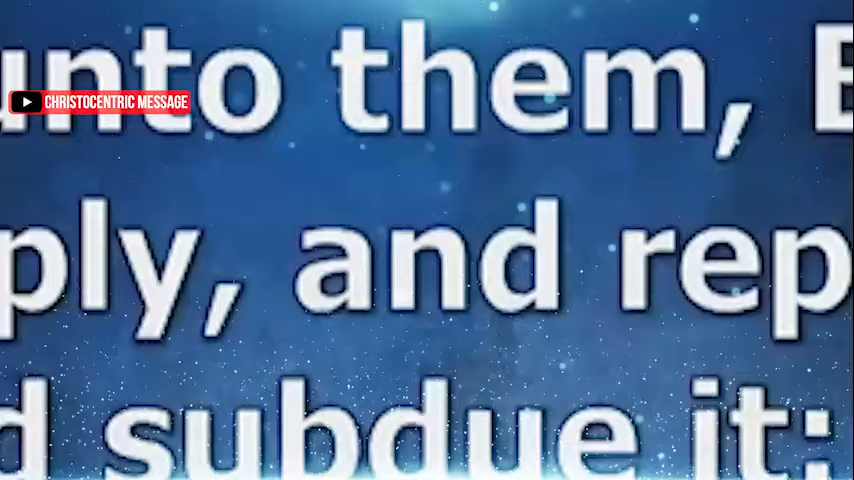 unto them, B
CHRISTOCENTRIC MESSAGE
ply, and rep
d subdue it: